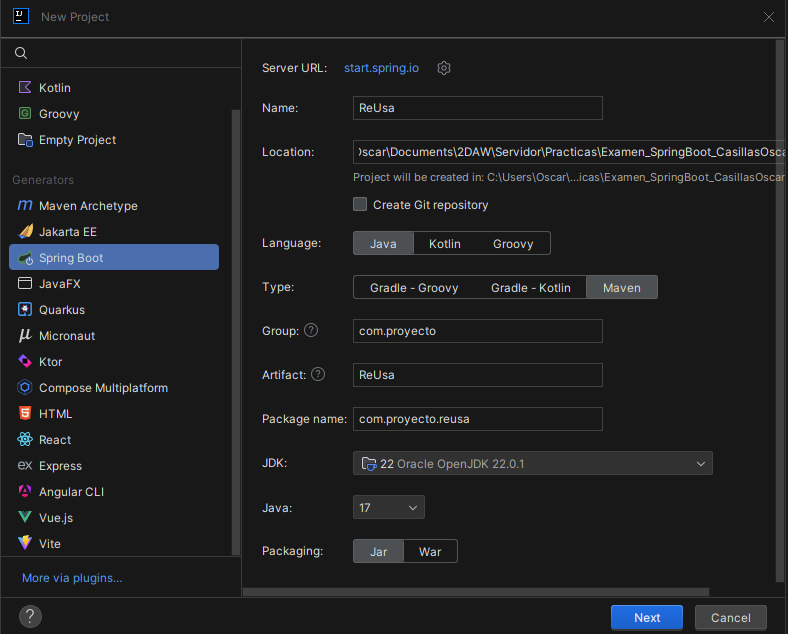 New Project
Kotlin
Groovy
Empty Project
Generators
Maven Archetype
Jakarta EE
Spring Boot
JavaFX
Quarkus
Micronaut
Ktor
Compose Multiplatform
HTML
React
Express
Angular CLI
Vue.js
Vite
More via plugins...
Server URL: start.spring.io
Name: ReUsa
Location: Oscar\Documents\2DAW\Servidor\Practicas\Examen_SpringBoot_CasillasOsca
Project will be created in: C:\Users\Oscar\...icas\Examen_SpringBoot_CasillasOscar
Create Git repository
Language: Java Kotlin Groovy
Type: Gradle - Groovy Gradle - Kotlin Maven
Group: ? com.proyecto
Artifact: ? ReUsa
Package name: com.proyecto.reusa
JDK: 22 Oracle OpenJDK 22.0.1
Java: 17
Packaging: Jar War
? Next Cancel